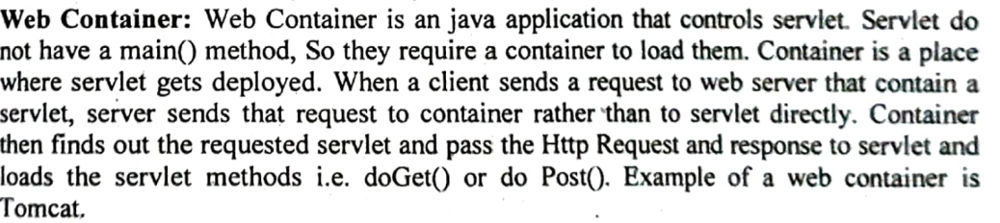 Web Container: Web Container is an java application that controls servlet. Servlet do
not have a main() method, So they require a container to load them. Container is a place
where servlet gets deployed. When a client sends a request to web server that contain a
servlet, server sends that request to container rather than to servlet directly. Container
then finds out the requested servlet and pass the Http Request and response to servlet and
loads the servlet methods i.e. doGet() or do Post(). Example of a web container is
Tomcat.